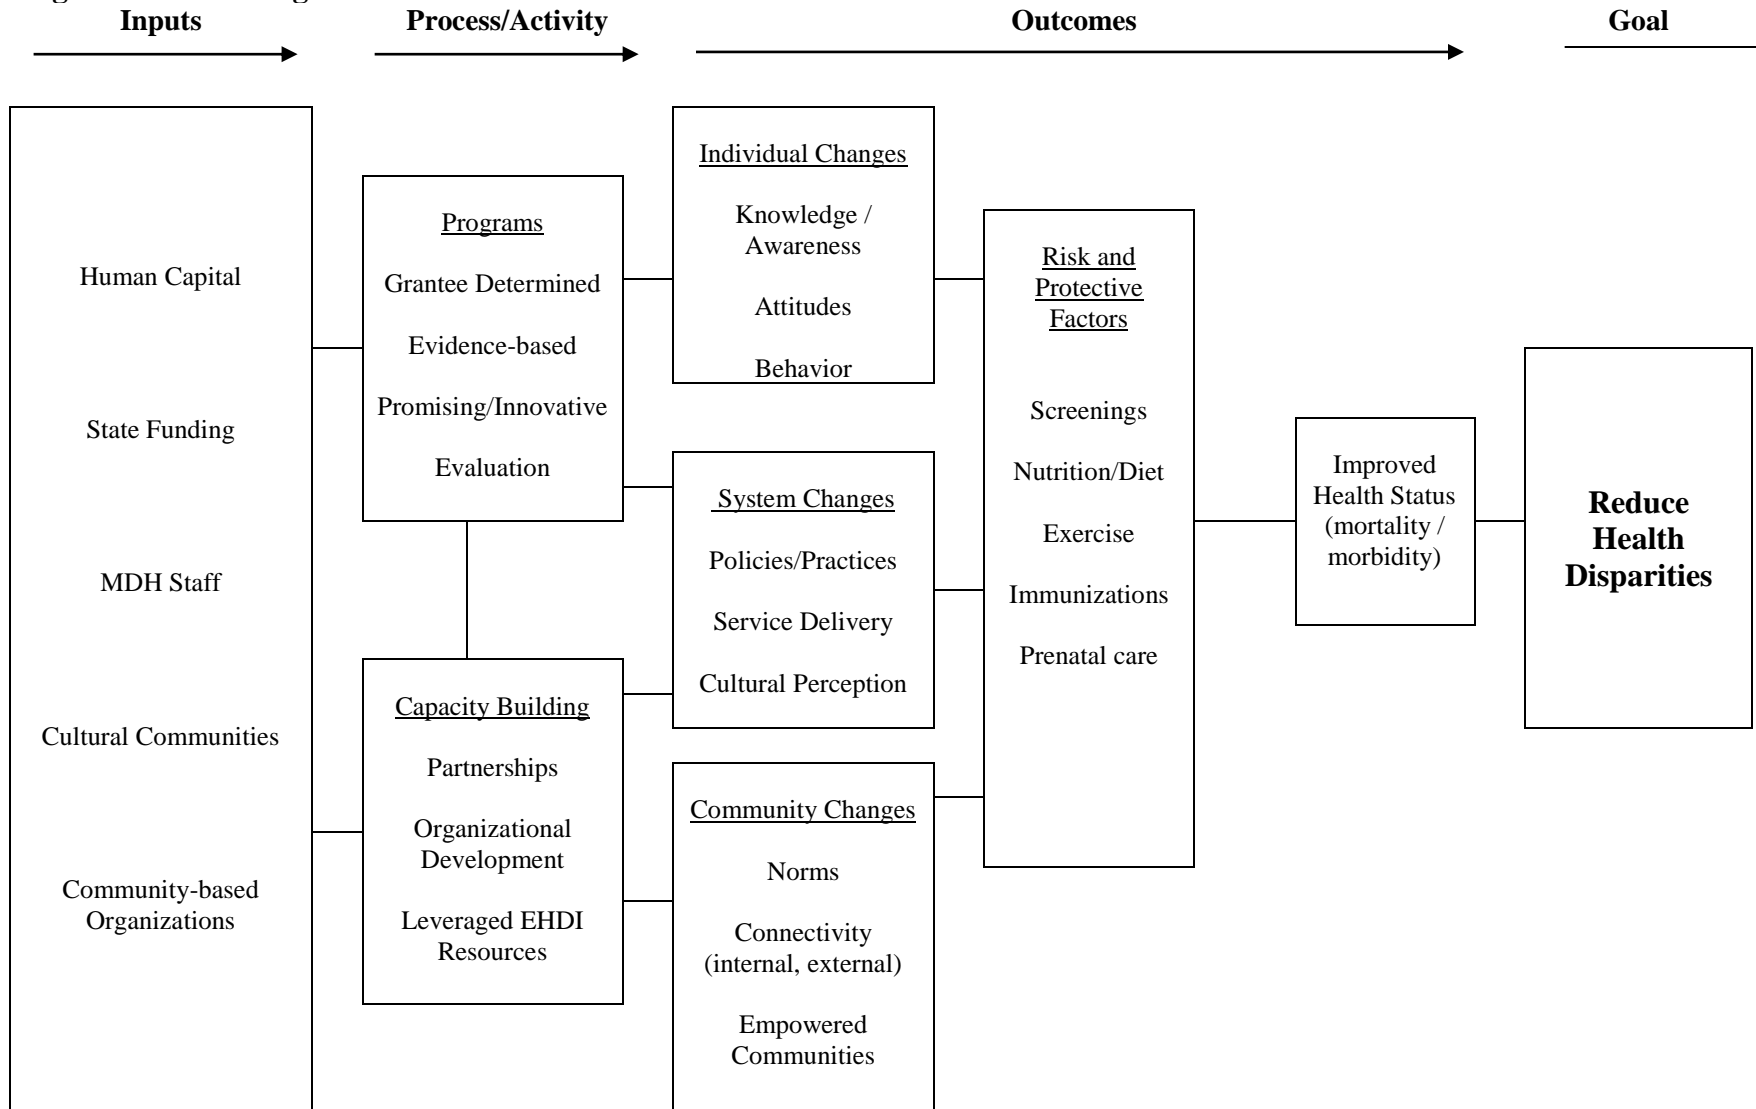 Inputs
Process/Activity
Outcomes
Goal
Human Capital
State Funding
MDH Staff
Cultural Communities
Community-based
Organizations
Programs
Grantee Determined
Evidence-based
Promising/Innovative
Evaluation
Capacity Building
Partnerships
Organizational
Development
Leveraged EHDI
Resources
Individual Changes
Knowledge /
Awareness
Attitudes
Behavior
System Changes
Policies/Practices
Service Delivery
Cultural Perception
Community Changes
Norms
Connectivity
(internal, external)
Empowered
Communities
Risk and
Protective
Factors
Screenings
Nutrition/Diet
Exercise
Immunizations
Prenatal care
Improved
Health Status
(mortality /
morbidity)
Reduce
Health
Disparities